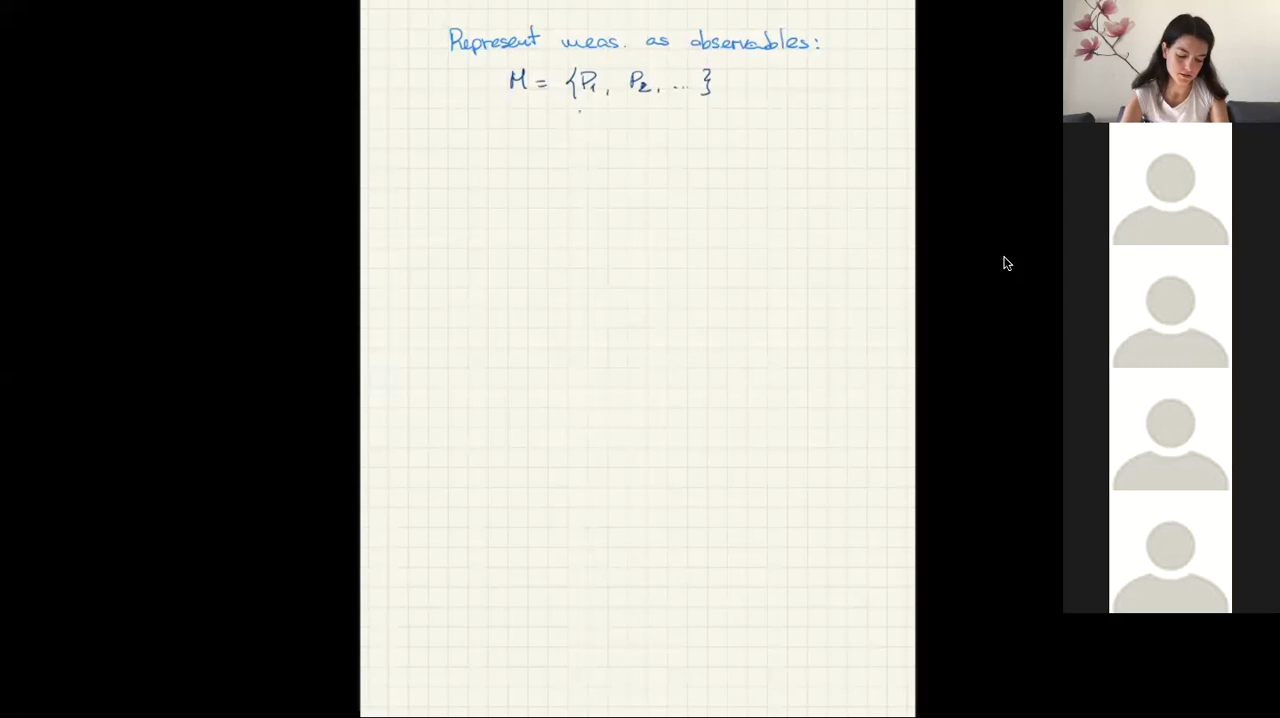 Represent meas. as observables:
M = {P₁, P₂, ... }